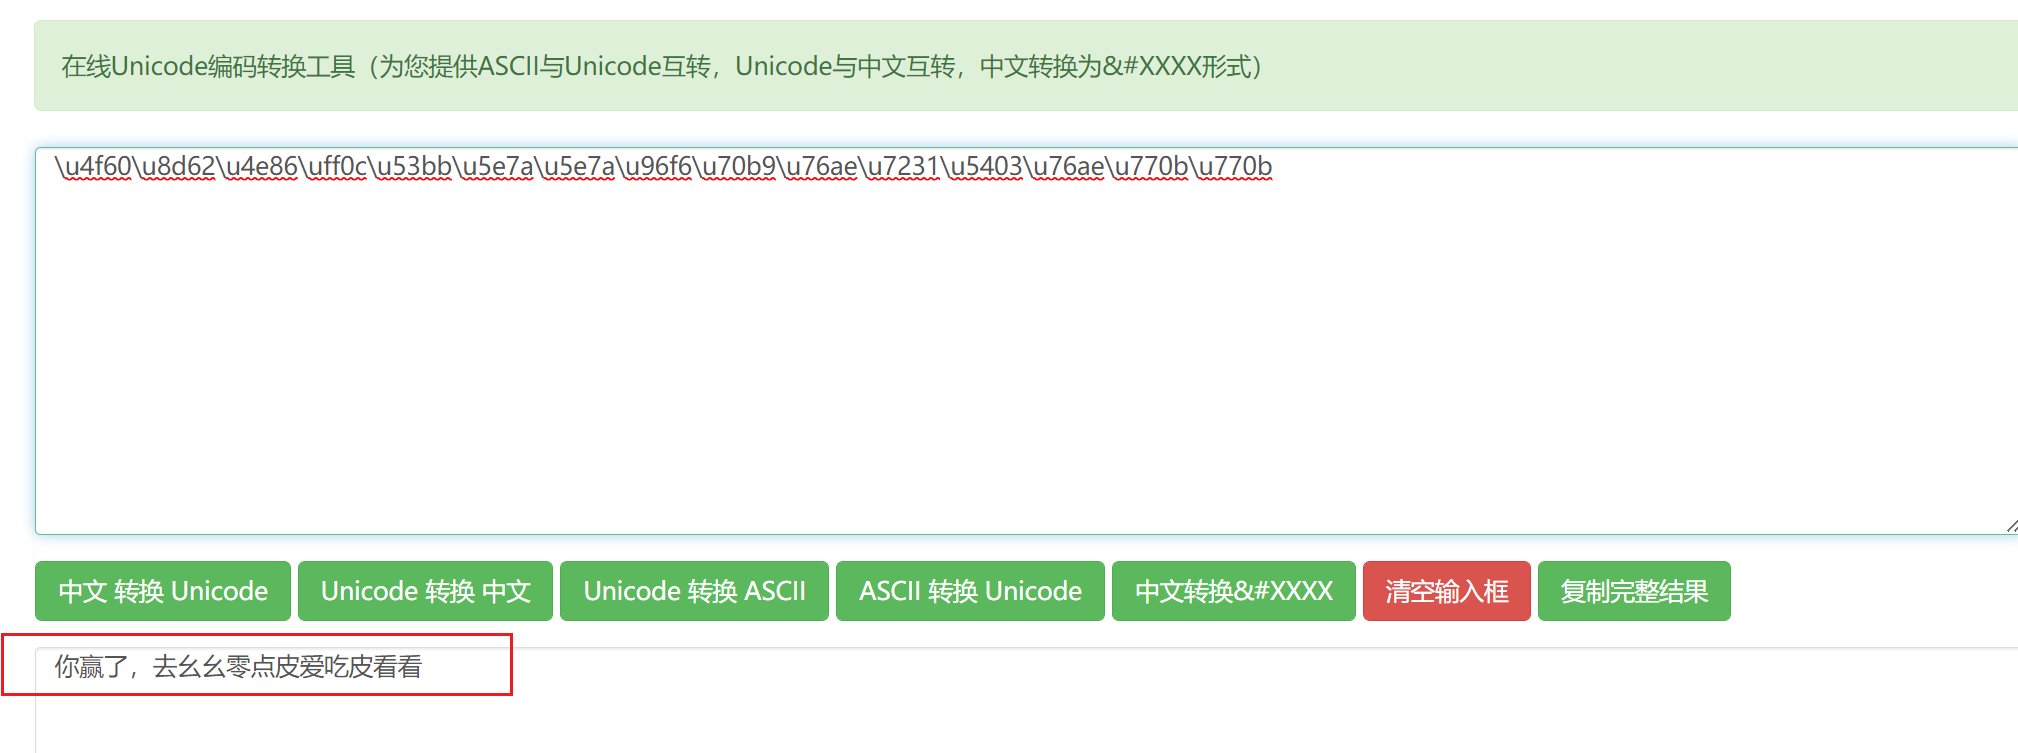 在线Unicode编码转换工具（为您提供ASCII与Unicode互转，Unicode与中文互转，中文转换为&#XXXX形式）
\u4f60\u8d62\u4e86\uff0c\u53bb\u5e7a\u5e7a\u96f6\u70b9\u76ae\u7231\u5403\u76ae\u770b\u770b
中文 转换 Unicode Unicode 转换 中文 Unicode 转换 ASCII ASCII 转换 Unicode 中文转换&#XXXX 清空输入框 复制完整结果
你赢了，去幺幺零点皮爱吃皮看看